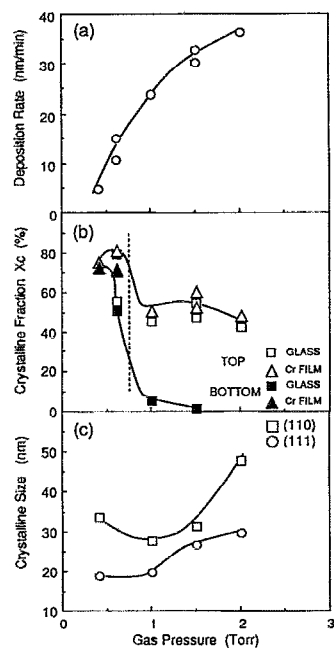 (a)
Deposition Rate (nm/min)
40
30
20
10
0
(b)
Crystalline Fraction Xc (%)
80
60
40
20
0
TOP
GLASS
Cr FILM
BOTTOM
GLASS
Cr FILM
(c)
(110)
(111)
Crystalline Size (nm)
50
40
30
20
10
0
1
2
3
Gas Pressure (Torr)